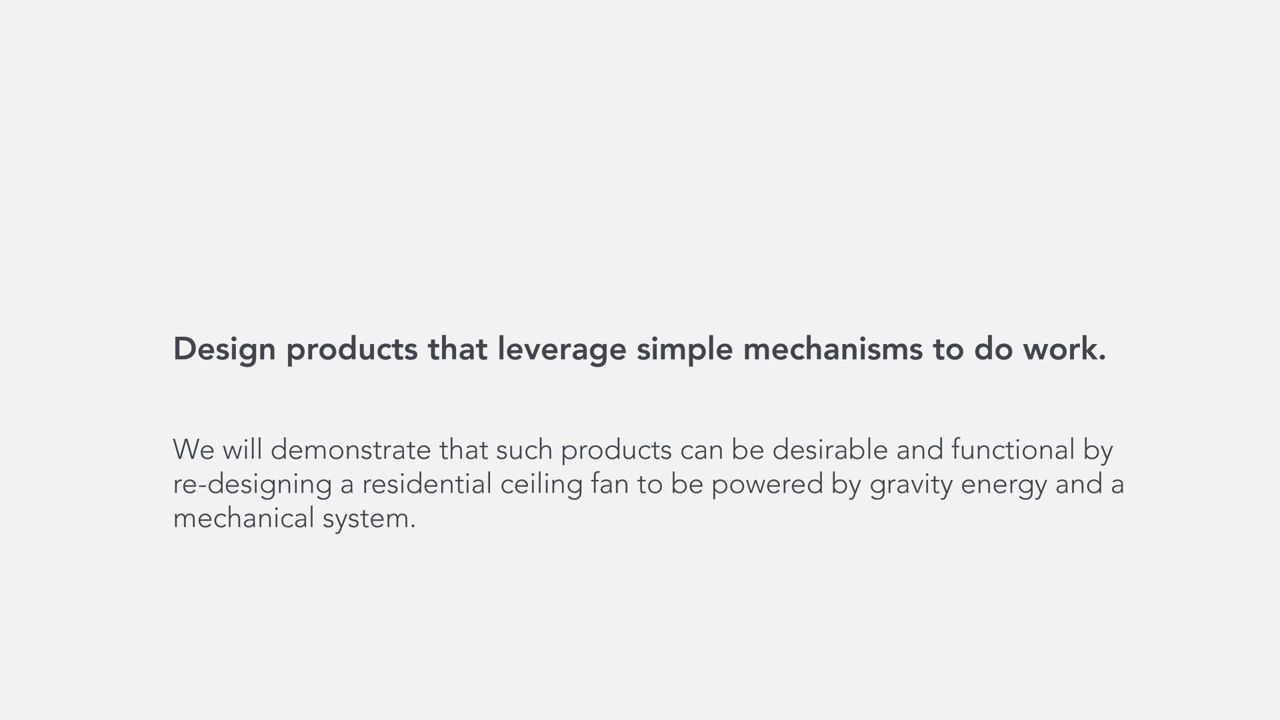 Design products that leverage simple mechanisms to do work.
We will demonstrate that such products can be desirable and functional by
re-designing a residential ceiling fan to be powered by gravity energy and a
mechanical system.